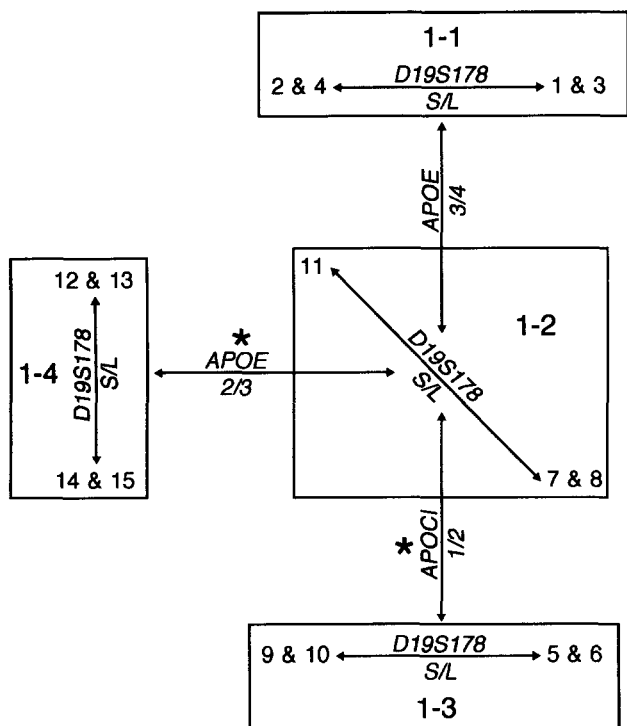 1-1
2 & 4 D19S178 1 & 3
S/L
APOE
3/4
11
12 & 13
1-2
D19S178
S/L
*
APOE
2/3
1-4
D19S178
S/L
14 & 15
7 & 8
*
APOCI
1/2
9 & 10 D19S178 5 & 6
S/L
1-3